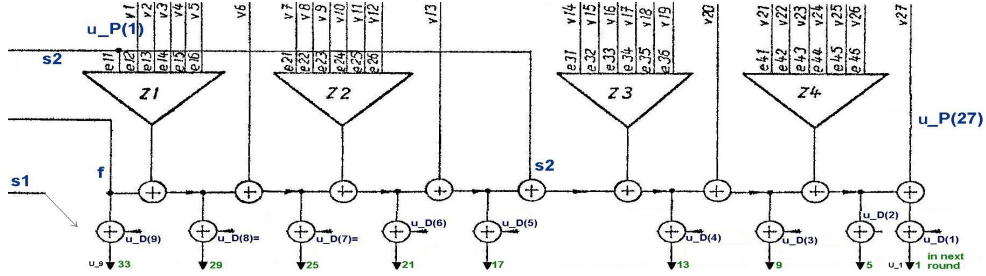 v1 v2 v3 v4 v5 v6 v7 v8 v9 v10 v11 v12 v13 v14 v15 v16 v17 v18 v19 v20 v21 v22 v23 v24 v25 v26 v27
u_P(1)
s2
e11 e12 e13 e14 e15 e16 e21 e22 e23 e24 e25 e26 e31 e32 e33 e34 e35 e36 e41 e42 e43 e44 e45 e46
Z1 Z2 Z3 Z4
u_P(27)
f s2
s1
u_D(9) u_D(8)= u_D(7)= u_D(6) u_D(5) u_D(4) u_D(3) u_D(2) u_D(1)
u_9 33 29 25 21 17 13 9 5 u_1 1 in next
round